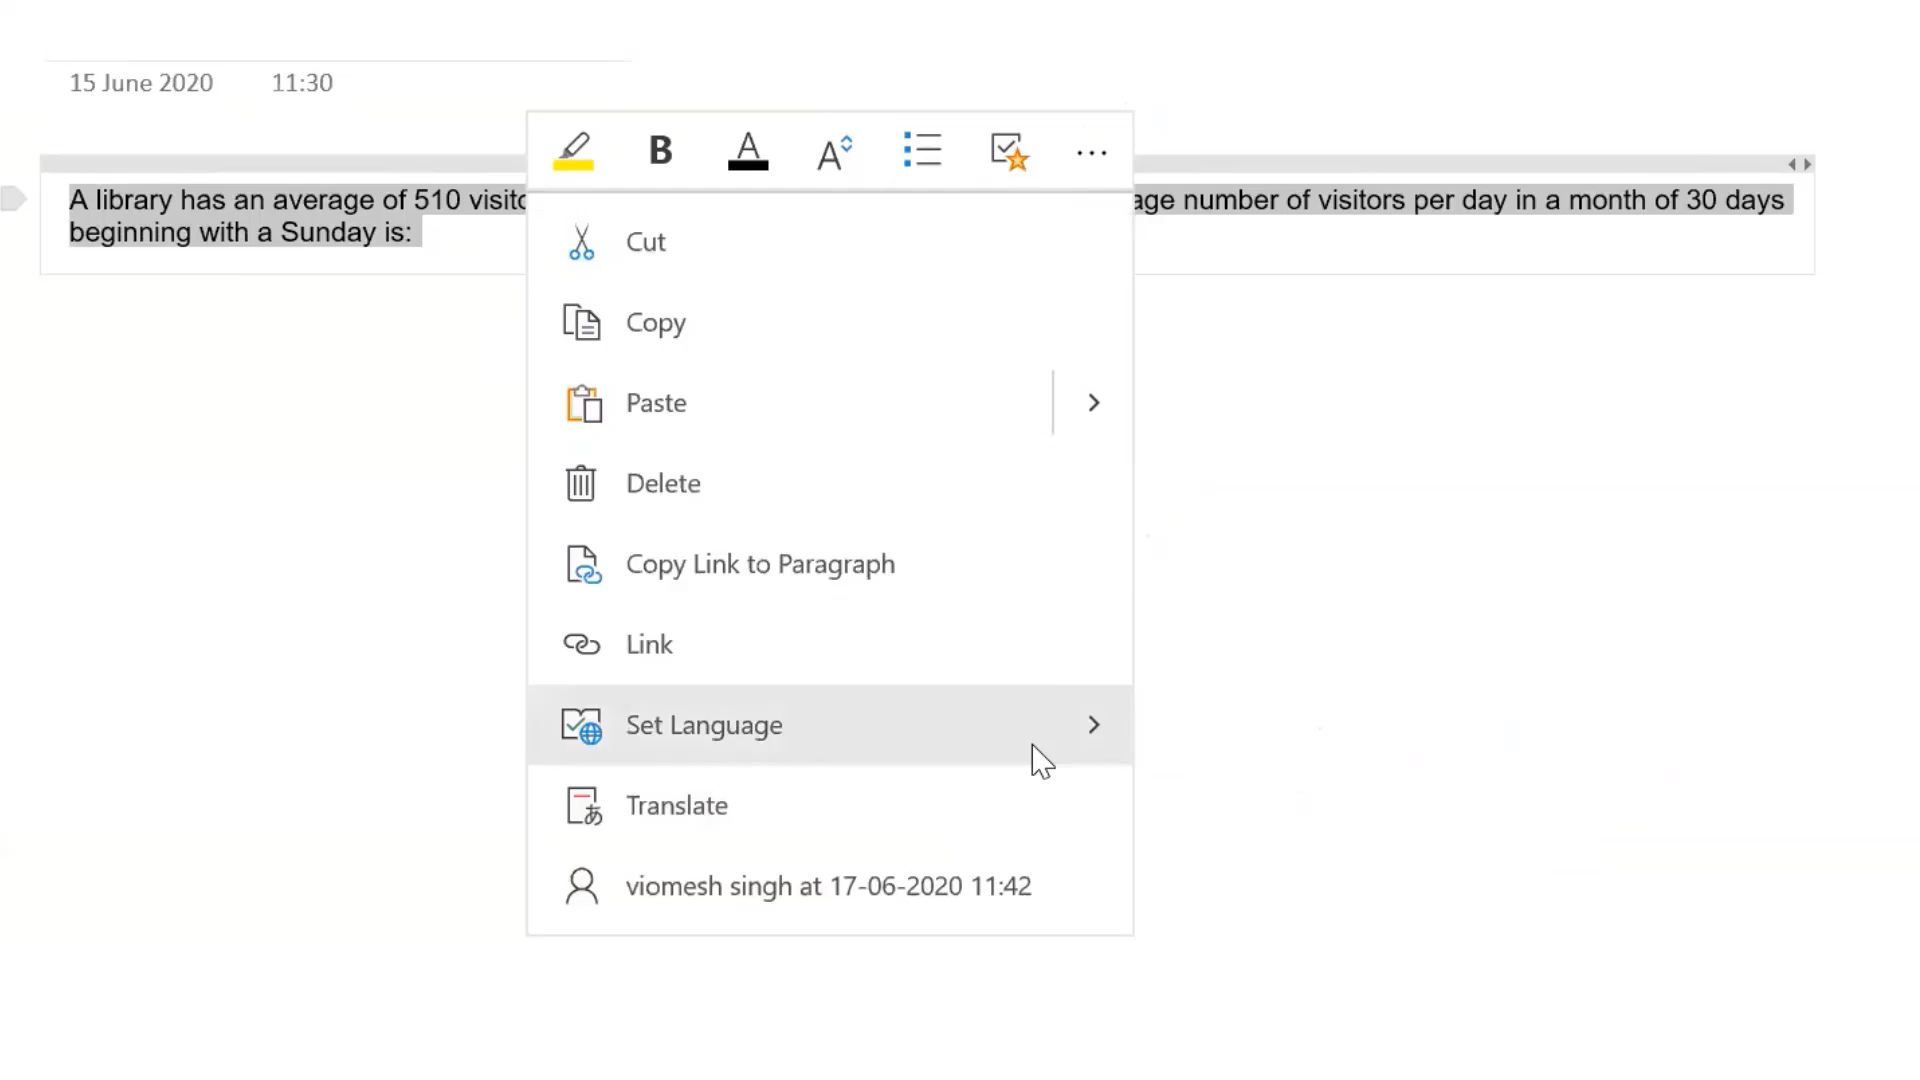 15 June 2020 11:30
B A A ...
A library has an average of 510 number of visitors per day in a month of 30 days
beginning with a Sunday is:
Cut
Copy
Paste
Delete
Copy Link to Paragraph
Link
Set Language
Translate
viomesh singh at 17-06-2020 11:42